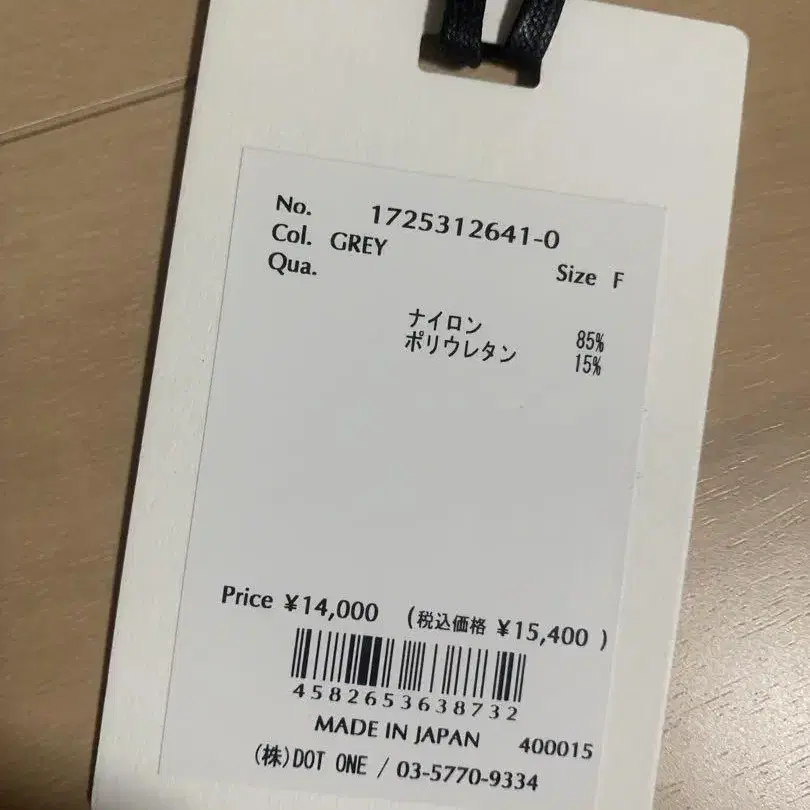 No. 1725312641-0
Col. GREY
Qua.
Size F
ナイロン 85%
ポリウレタン 15%
Price ¥14,000 (税込価格 ¥15,400 )
4582653638732
MADE IN JAPAN 400015
(株)DOT ONE / 03-5770-9334